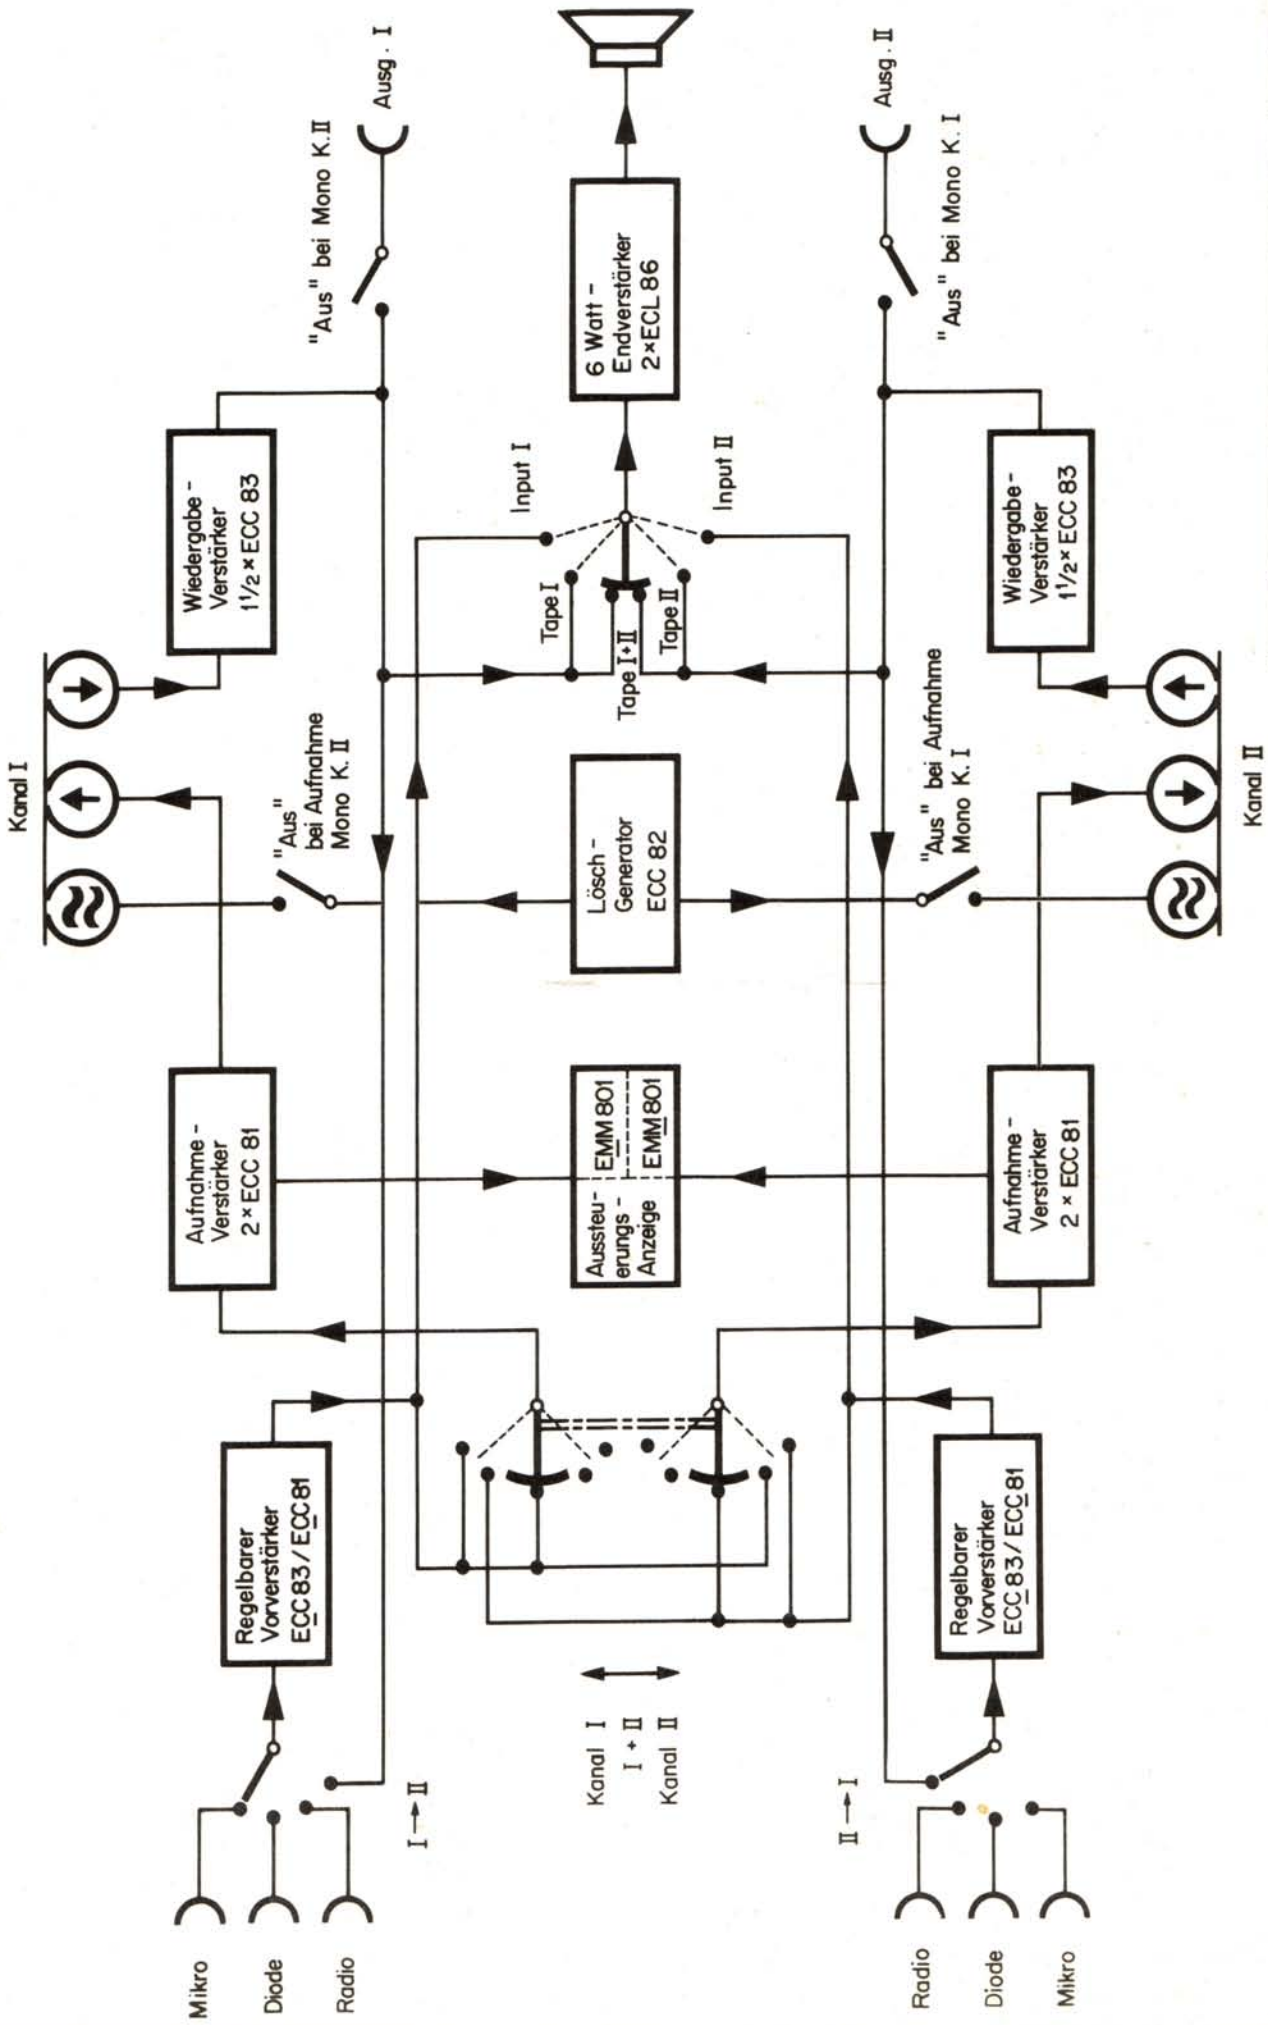 Kanal I
Mikro
Diode
Radio
Regelbarer
Vorverstärker
ECC 83 / ECC 81
Aufnahme-
Verstärker
2 × ECC 81
"Aus"
bei Aufnahme
Mono K. II
Wiedergabe-
Verstärker
1 1/2 × ECC 83
"Aus" bei Mono K. II
Ausg. I
I → II
Kanal I
I + II
Kanal II
Aussteu-
erungs-
Anzeige
EMM 801
EMM 801
Lösch-
Generator
ECC 82
Input I
Tape I
Tape I+II
Tape II
Input II
6 Watt-
Endverstärker
2 × ECL 86
II → I
Radio
Diode
Mikro
Regelbarer
Vorverstärker
ECC 83 / ECC 81
Aufnahme-
Verstärker
2 × ECC 81
"Aus" bei Aufnahme
Mono K. I
Wiedergabe-
Verstärker
1 1/2 × ECC 83
"Aus" bei Mono K. I
Ausg. II
Kanal II